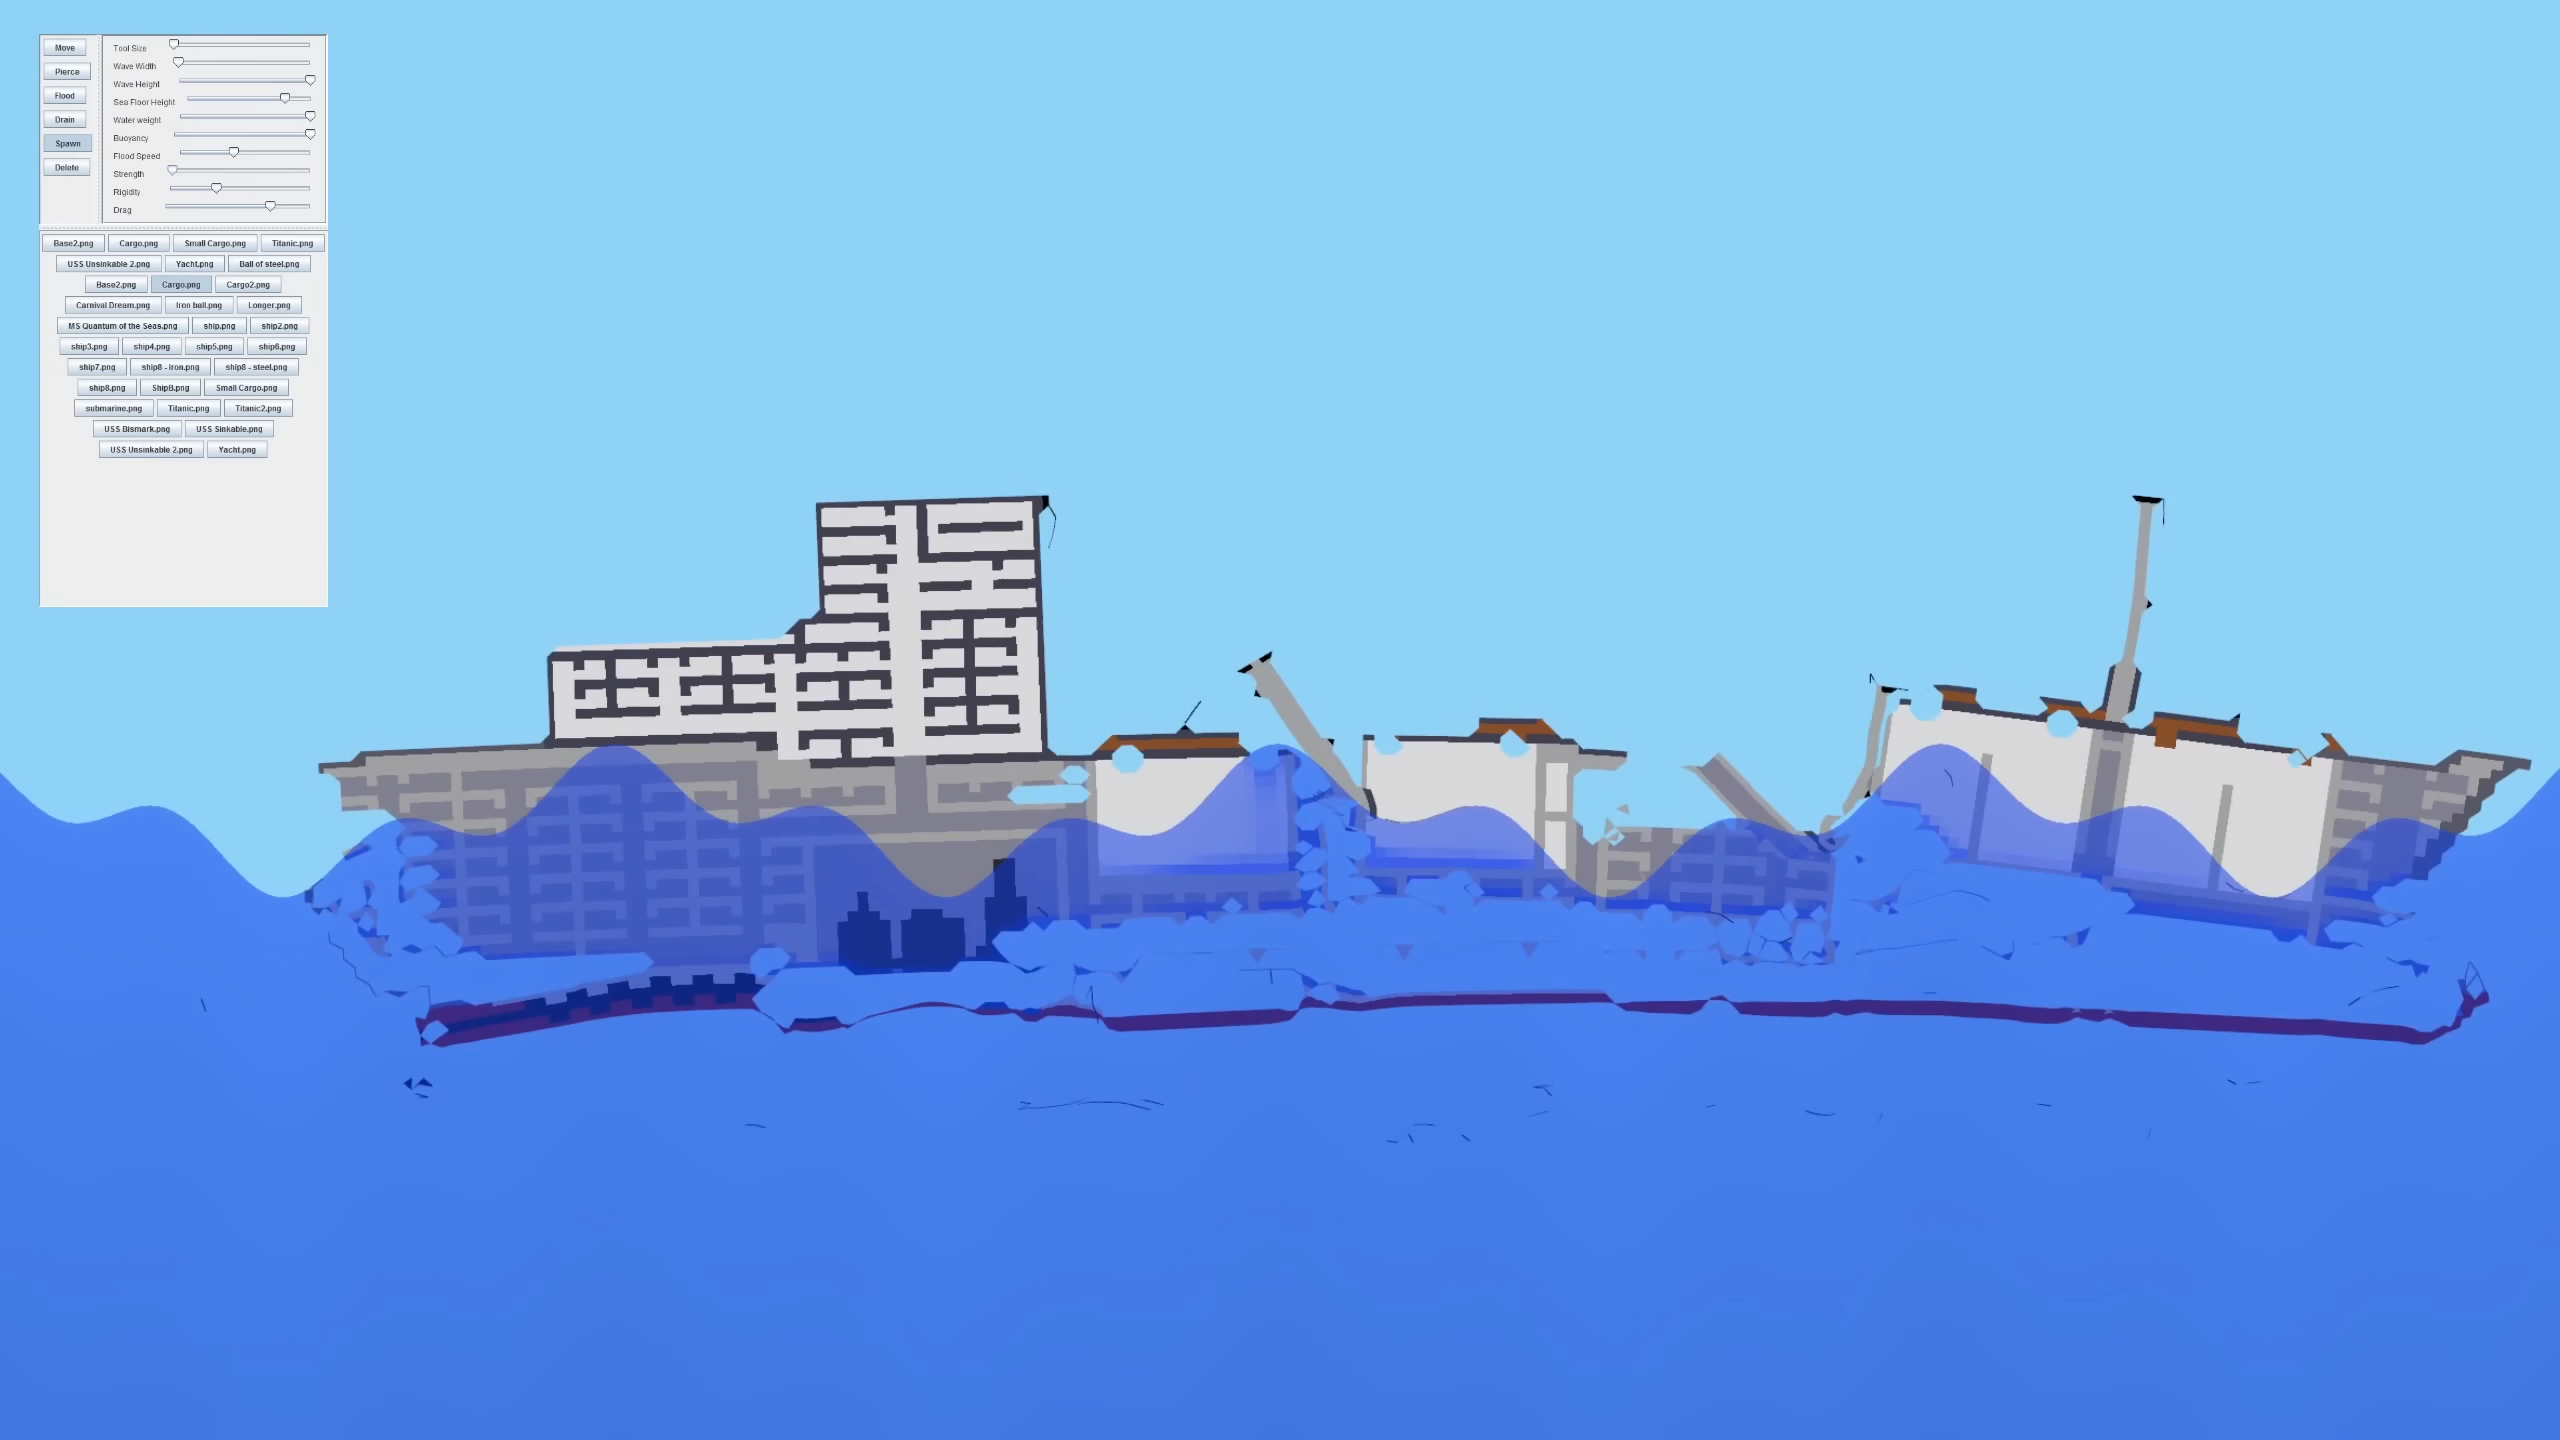 Move
Pierce
Flood
Drain
Spawn
Delete
Tool Size
Wave Width
Wave Height
Sea Floor Height
Water weight
Buoyancy
Flood Speed
Strength
Rigidity
Drag
Base2.png Cargo.png Small Cargo.png Titanic.png
USS Unsinkable 2.png Yacht.png Ball of steel.png
Base2.png Cargo.png Cargo2.png
Carnival Dream.png Iron ball.png Longer.png
MS Quantum of the Seas.png ship.png ship2.png
ship3.png ship4.png ship5.png ship6.png
ship7.png ship8 - iron.png ship8 - steel.png
ship8.png ShipB.png Small Cargo.png
submarine.png Titanic.png Titanic2.png
USS Bismark.png USS Sinkable.png
USS Unsinkable 2.png Yacht.png